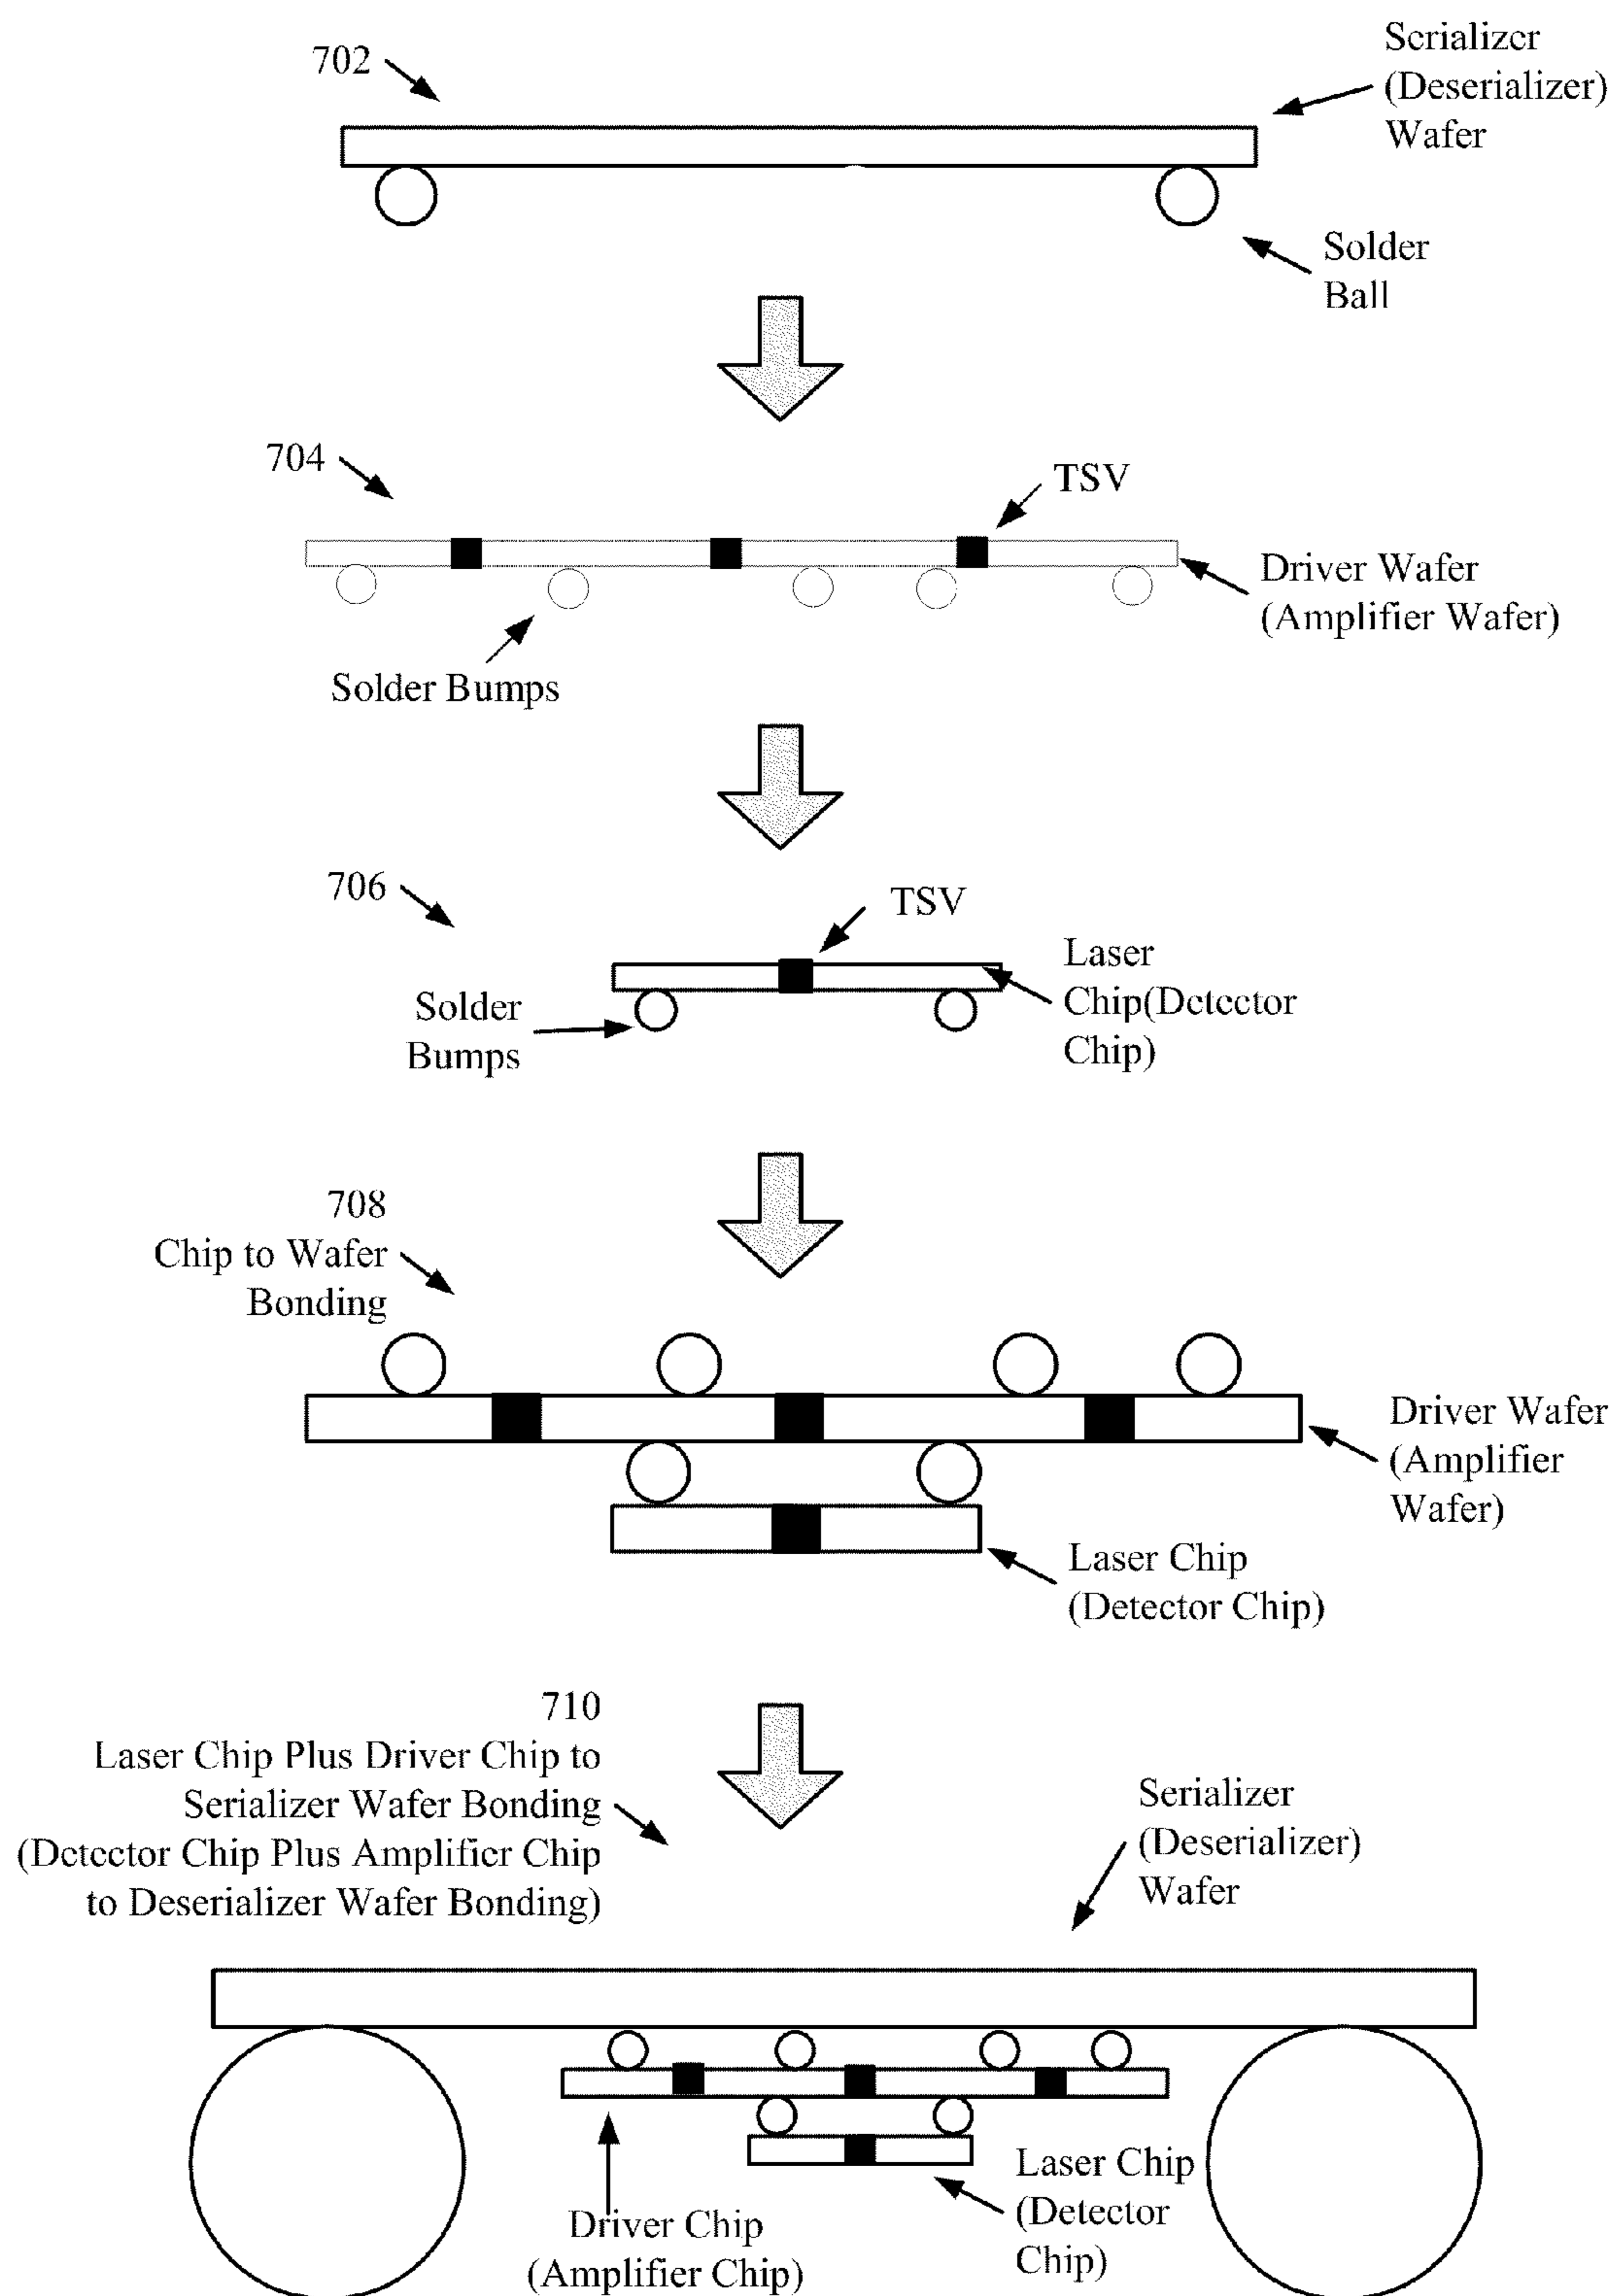 702
Serializer
(Deserializer)
Wafer
Solder
Ball
704
TSV
Driver Wafer
(Amplifier Wafer)
Solder Bumps
706
TSV
Laser
Chip(Detector
Chip)
Solder
Bumps
708
Chip to Wafer
Bonding
Driver Wafer
(Amplifier
Wafer)
Laser Chip
(Detector Chip)
710
Laser Chip Plus Driver Chip to
Serializer Wafer Bonding
(Detector Chip Plus Amplifier Chip
to Deserializer Wafer Bonding)
Serializer
(Deserializer)
Wafer
Laser Chip
(Detector
Chip)
Driver Chip
(Amplifier Chip)